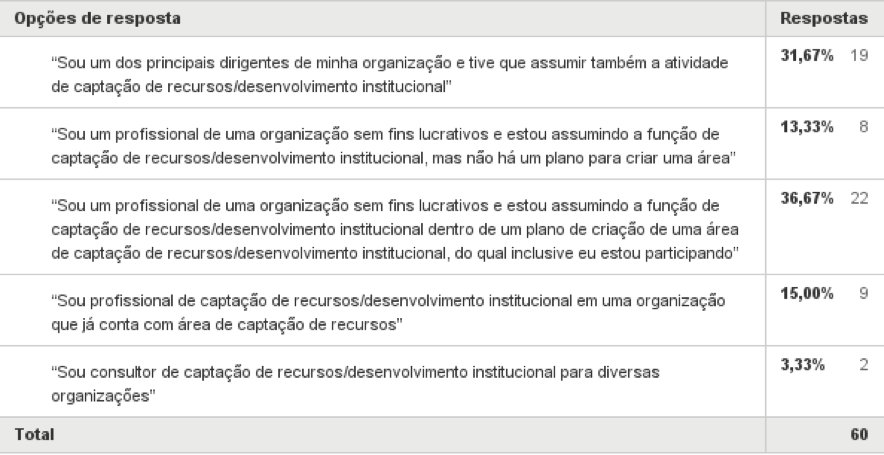 Opções de resposta Respostas
“Sou um dos principais dirigentes de minha organização e tive que assumir também a atividade 31,67% 19
de captação de recursos/desenvolvimento institucional”
“Sou um profissional de uma organização sem fins lucrativos e estou assumindo a função de 13,33% 8
captação de recursos/desenvolvimento institucional, mas não há um plano para criar uma área”
“Sou um profissional de uma organização sem fins lucrativos e estou assumindo a função de 36,67% 22
captação de recursos/desenvolvimento institucional dentro de um plano de criação de uma área
de captação de recursos/desenvolvimento institucional, do qual inclusive eu estou participando”
“Sou profissional de captação de recursos/desenvolvimento institucional em uma organização 15,00% 9
que já conta com área de captação de recursos”
“Sou consultor de captação de recursos/desenvolvimento institucional para diversas 3,33% 2
organizações”
Total 60